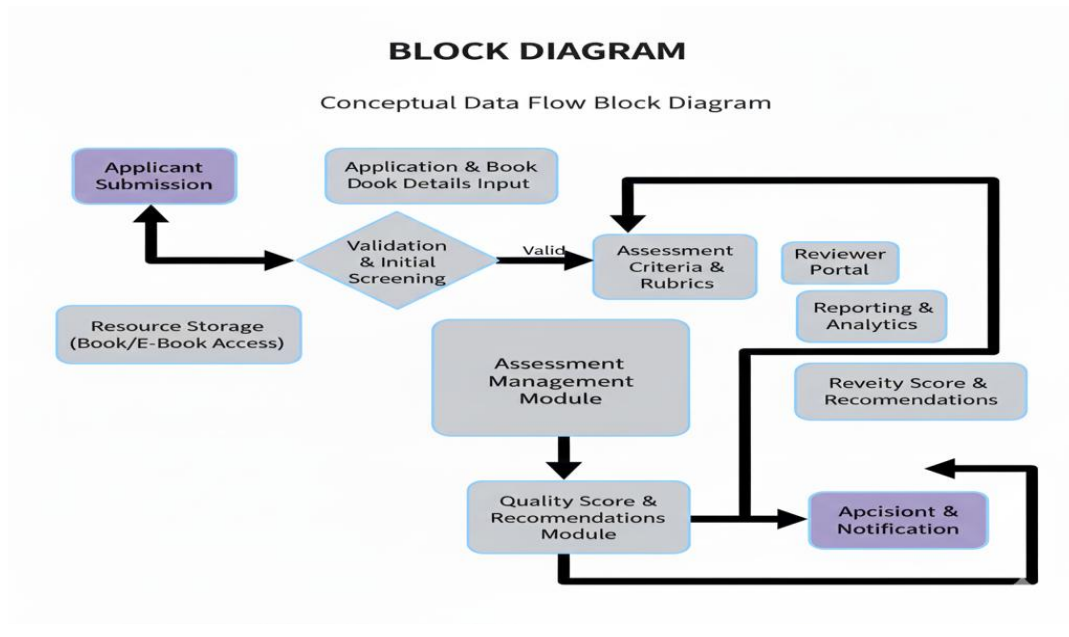 BLOCK DIAGRAM
Conceptual Data Flow Block Diagram
Applicant
Submission
Application & Book
Dook Details Input
Validation
& Initial
Screening
Valid
Assessment
Criteria &
Rubrics
Reviewer
Portal
Reporting &
Analytics
Resource Storage
(Book/E-Book Access)
Assessment
Management
Module
Reveity Score &
Recomendations
Quality Score &
Recommendations
Module
Apcisiont &
Notification